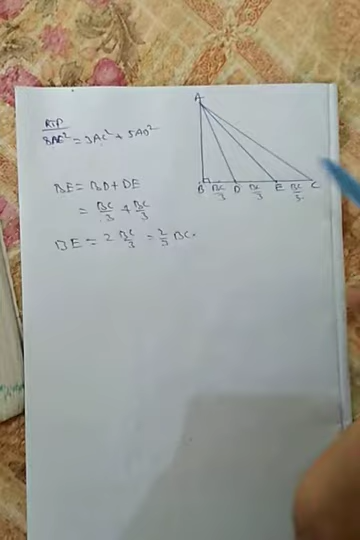 RTP
8AE² = 3AC² + 5AD²
A
B D E C
BC/3 BC/3 BC/3
BE = BD + DE
= BC/3 + BC/3
BE = 2 BC/3 = 2/3 BC.